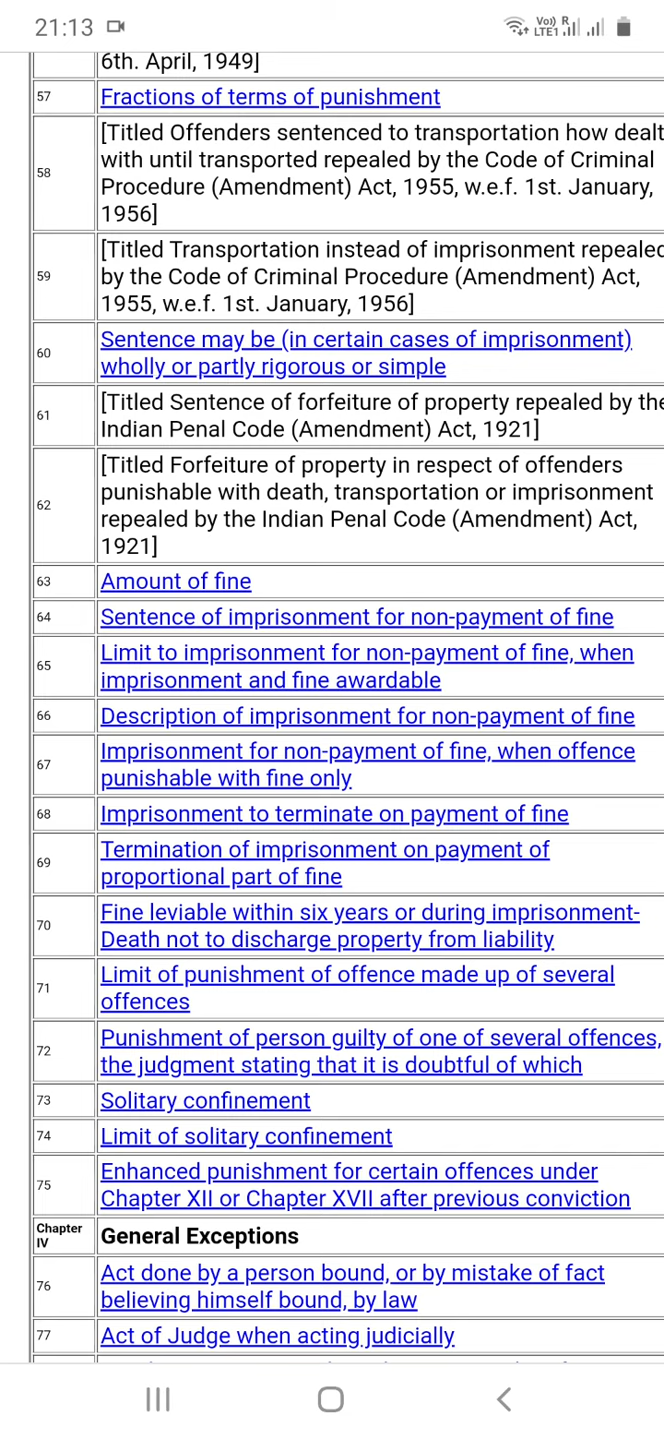 21:13
Vo) R
LTE1
6th. April, 1949]
57 Fractions of terms of punishment
[Titled Offenders sentenced to transportation how dealt
with until transported repealed by the Code of Criminal
58
Procedure (Amendment) Act, 1955, w.e.f. 1st. January,
1956]
[Titled Transportation instead of imprisonment repealed
59 by the Code of Criminal Procedure (Amendment) Act,
1955, w.e.f. 1st. January, 1956]
60 Sentence may be (in certain cases of imprisonment)
wholly or partly rigorous or simple
61 [Titled Sentence of forfeiture of property repealed by the
Indian Penal Code (Amendment) Act, 1921]
[Titled Forfeiture of property in respect of offenders
punishable with death, transportation or imprisonment
62
repealed by the Indian Penal Code (Amendment) Act,
1921]
63 Amount of fine
64 Sentence of imprisonment for non-payment of fine
65 Limit to imprisonment for non-payment of fine, when
imprisonment and fine awardable
66 Description of imprisonment for non-payment of fine
67 Imprisonment for non-payment of fine, when offence
punishable with fine only
68 Imprisonment to terminate on payment of fine
69 Termination of imprisonment on payment of
proportional part of fine
70 Fine leviable within six years or during imprisonment-
Death not to discharge property from liability
71 Limit of punishment of offence made up of several
offences
72 Punishment of person guilty of one of several offences,
the judgment stating that it is doubtful of which
73 Solitary confinement
74 Limit of solitary confinement
75 Enhanced punishment for certain offences under
Chapter XII or Chapter XVII after previous conviction
Chapter IV General Exceptions
76 Act done by a person bound, or by mistake of fact
believing himself bound, by law
77 Act of Judge when acting judicially